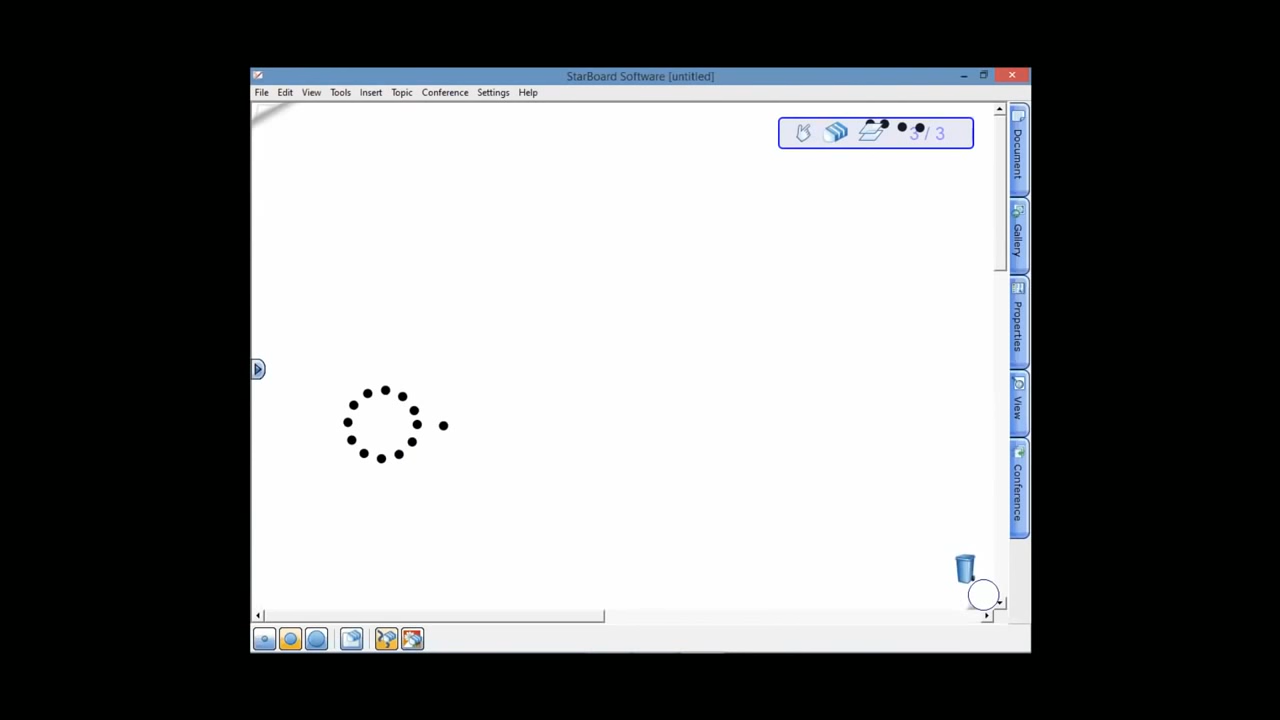 StarBoard Software [untitled]
File Edit View Tools Insert Topic Conference Settings Help
3 / 3
Document
Gallery
Properties
View
Conference